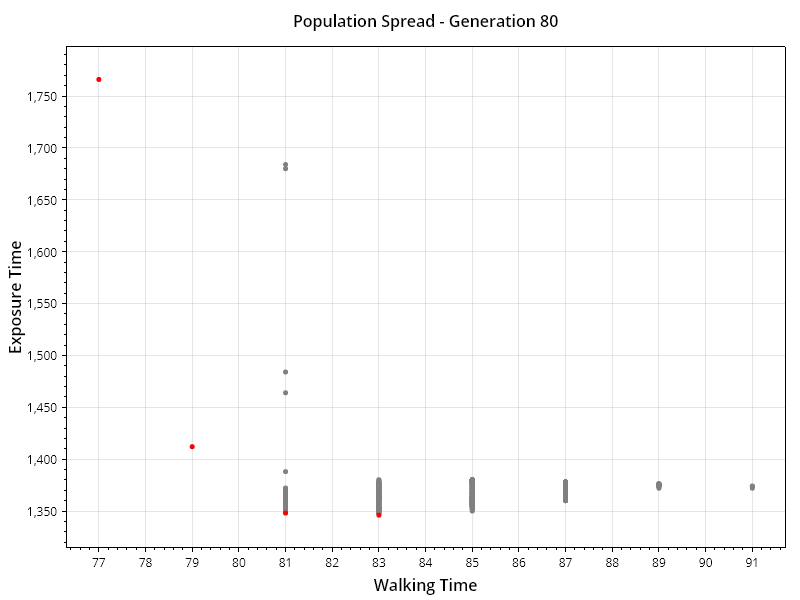 Population Spread - Generation 80
Exposure Time
1,750
1,700
1,650
1,600
1,550
1,500
1,450
1,400
1,350
77 78 79 80 81 82 83 84 85 86 87 88 89 90 91
Walking Time